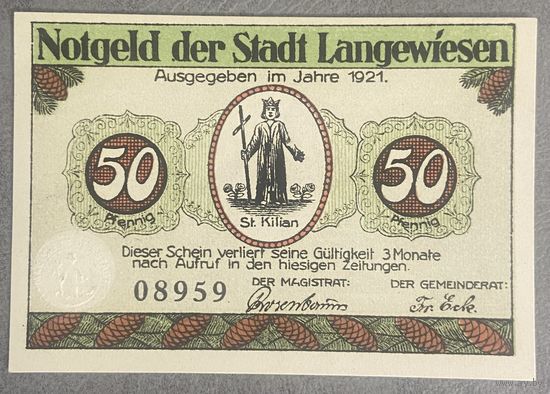 Notgeld der Stadt Langewiesen
Ausgegeben im Jahre 1921.
50
Pfennig
St. Kilian
50
Pfennig
Dieser Schein verliert seine Gültigkeit 3 Monate
nach Aufruf in den hiesigen Zeitungen.
08959
DER MAGISTRAT:
DER GEMEINDERAT:
Rosenbaum
Fr. Eck.